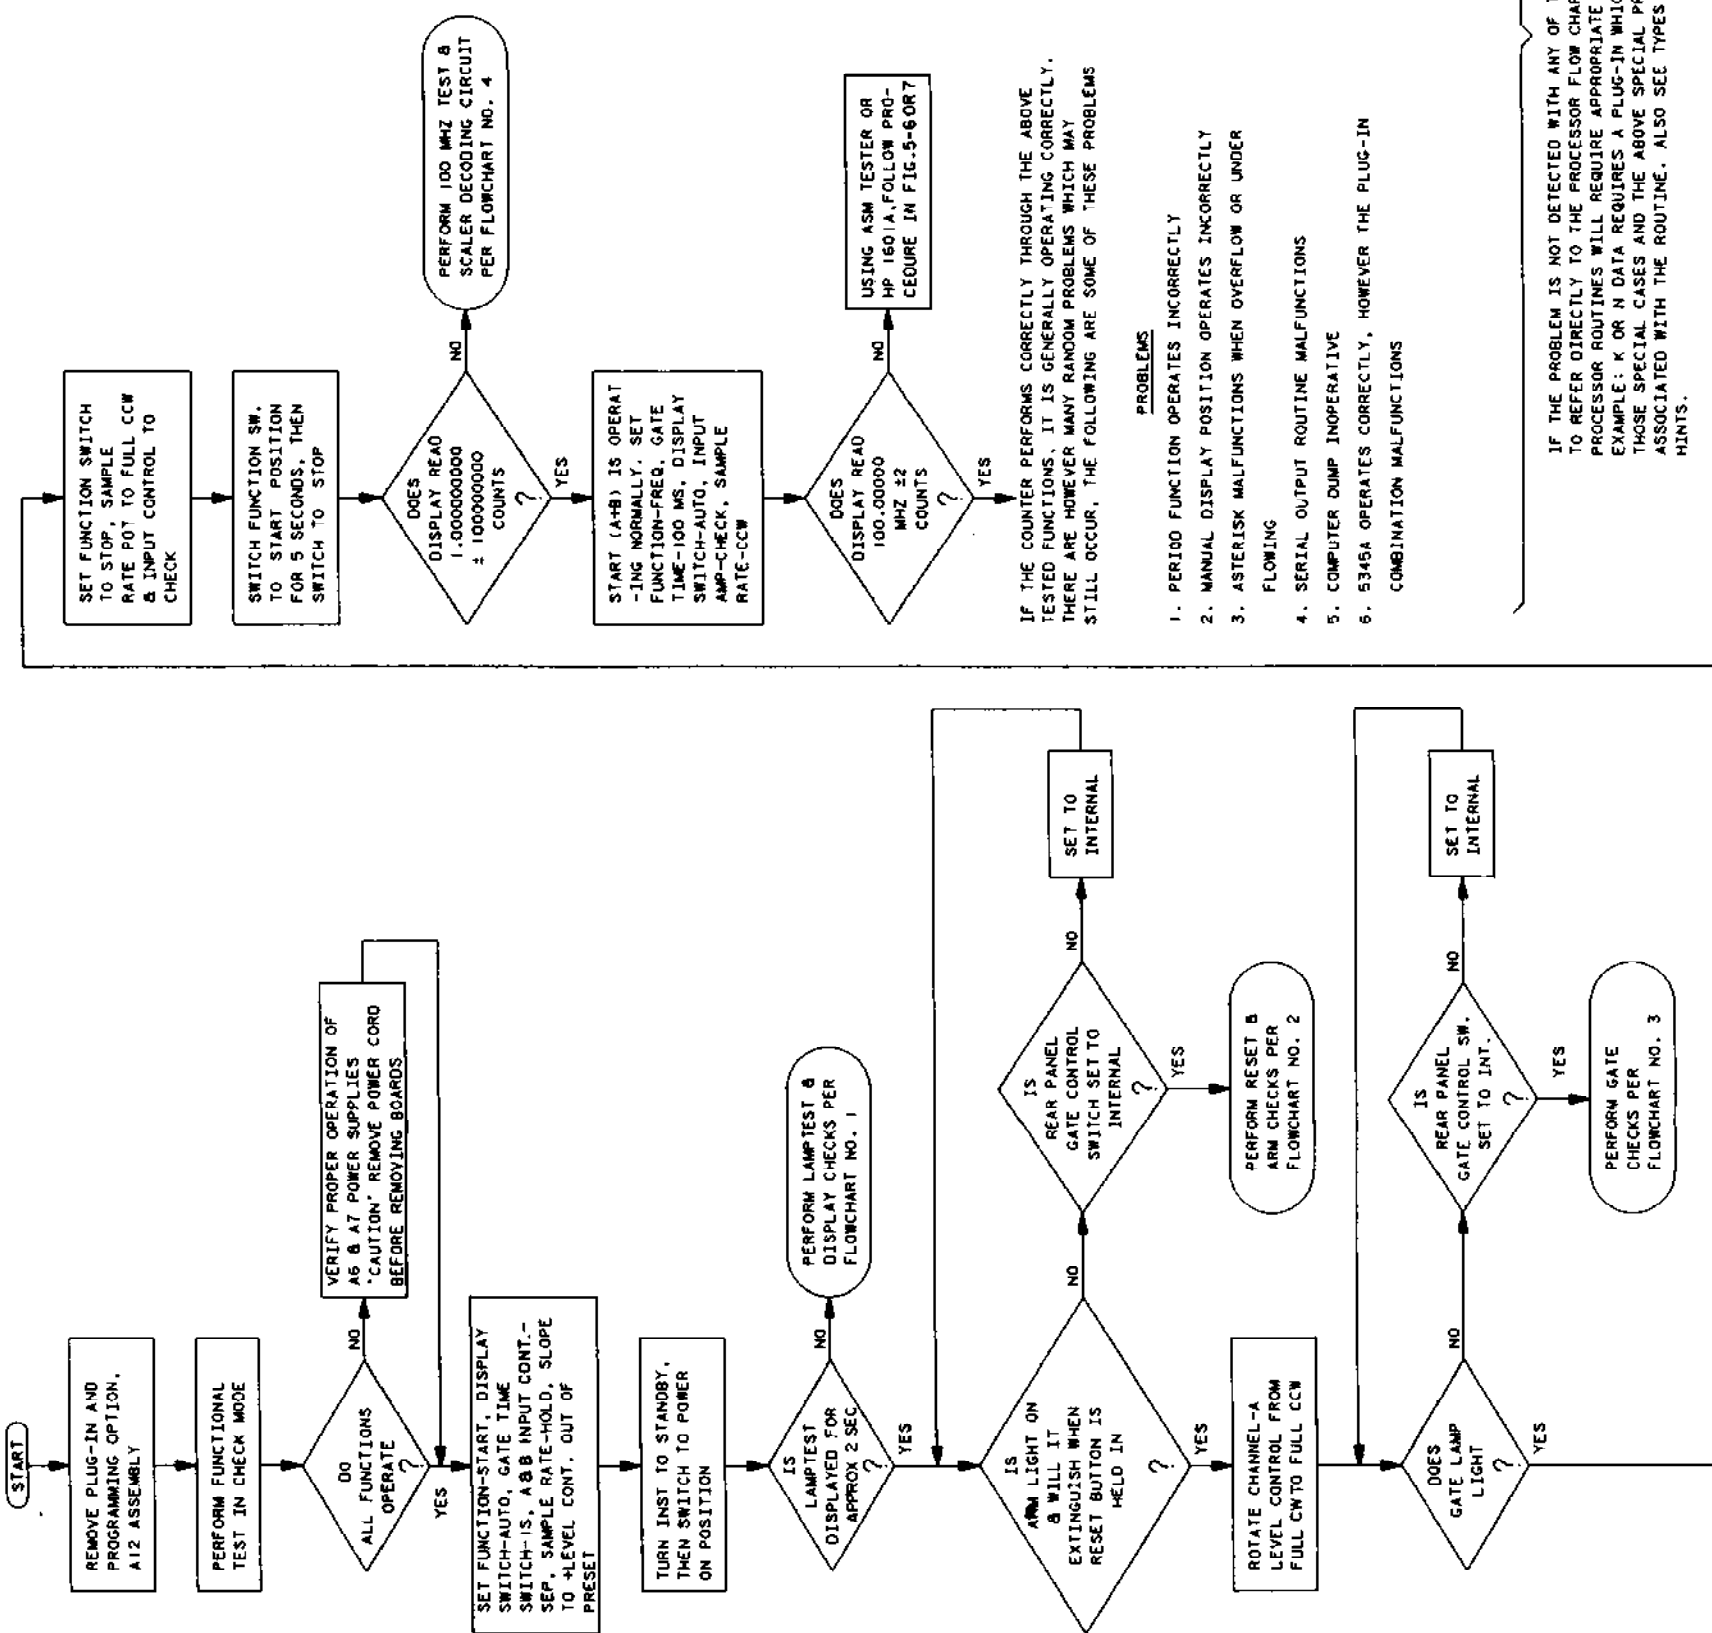 START
REMOVE PLUG-IN AND
PROGRAMMING OPTION,
A12 ASSEMBLY
PERFORM FUNCTIONAL
TEST IN CHECK MODE
DO
ALL FUNCTIONS
OPERATE
?
NO
VERIFY PROPER OPERATION OF
A6 & A7 POWER SUPPLIES
"CAUTION" REMOVE POWER CORD
BEFORE REMOVING BOARDS
YES
SET FUNCTION-START, DISPLAY
SWITCH-AUTO, GATE TIME
SWITCH-1S, A & B INPUT CONT.-
SEP, SAMPLE RATE-HOLD, SLOPE
TO +LEVEL CONT. OUT OF
PRESET
TURN INST TO STANDBY,
THEN SWITCH TO POWER
ON POSITION
IS
LAMPTEST
DISPLAYED FOR
APPROX 2 SEC
?
NO
PERFORM LAMPTEST &
DISPLAY CHECKS PER
FLOWCHART NO. 1
YES
IS
ARM LIGHT ON
& WILL IT
EXTINGUISH WHEN
RESET BUTTON IS
HELD IN
?
NO
IS
REAR PANEL
GATE CONTROL
SWITCH SET TO
INTERNAL
?
NO
SET TO
INTERNAL
YES
PERFORM RESET &
ARM CHECKS PER
FLOWCHART NO. 2
YES
ROTATE CHANNEL-A
LEVEL CONTROL FROM
FULL CW TO FULL CCW
DOES
GATE LAMP
LIGHT
?
NO
IS
REAR PANEL
GATE CONTROL SW.
SET TO INT.
?
NO
SET TO
INTERNAL
YES
PERFORM GATE
CHECKS PER
FLOWCHART NO. 3
YES
SET FUNCTION SWITCH
TO STOP, SAMPLE
RATE POT TO FULL CCW
& INPUT CONTROL TO
CHECK
SWITCH FUNCTION SW.
TO START POSITION
FOR 5 SECONDS, THEN
SWITCH TO STOP
DOES
DISPLAY READ
1.00000000
± 10000000
COUNTS
?
NO
PERFORM 100 MHZ TEST &
SCALER DECODING CIRCUIT
PER FLOWCHART NO. 4
YES
START (A+B) IS OPERAT
-ING NORMALLY. SET
FUNCTION-FREQ, GATE
TIME-100 MS, DISPLAY
SWITCH-AUTO, INPUT
AMP-CHECK, SAMPLE
RATE-CCW
DOES
DISPLAY READ
100.00000
MHZ ±2
COUNTS
?
NO
USING ASM TESTER OR
HP 1601A, FOLLOW PRO-
CEDURE IN FIG.5-6 OR 7
YES
IF THE COUNTER PERFORMS CORRECTLY THROUGH THE ABOVE
TESTED FUNCTIONS, IT IS GENERALLY OPERATING CORRECTLY.
THERE ARE HOWEVER MANY RANDOM PROBLEMS WHICH MAY
STILL OCCUR, THE FOLLOWING ARE SOME OF THESE PROBLEMS
PROBLEMS
1. PERIOD FUNCTION OPERATES INCORRECTLY
2. MANUAL DISPLAY POSITION OPERATES INCORRECTLY
3. ASTERISK MALFUNCTIONS WHEN OVERFLOW OR UNDER
FLOWING
4. SERIAL OUTPUT ROUTINE MALFUNCTIONS
5. COMPUTER DUMP INOPERATIVE
6. 5345A OPERATES CORRECTLY, HOWEVER THE PLUG-IN
COMBINATION MALFUNCTIONS
IF THE PROBLEM IS NOT DETECTED WITH ANY OF
TO REFER DIRECTLY TO THE PROCESSOR FLOW CHAR
PROCESSOR ROUTINES WILL REQUIRE APPROPRIATE
EXAMPLE: K OR N DATA REQUIRES A PLUG-IN WHIC
THOSE SPECIAL CASES AND THE ABOVE SPECIAL PR
ASSOCIATED WITH THE ROUTINE. ALSO SEE TYPES
HINTS.